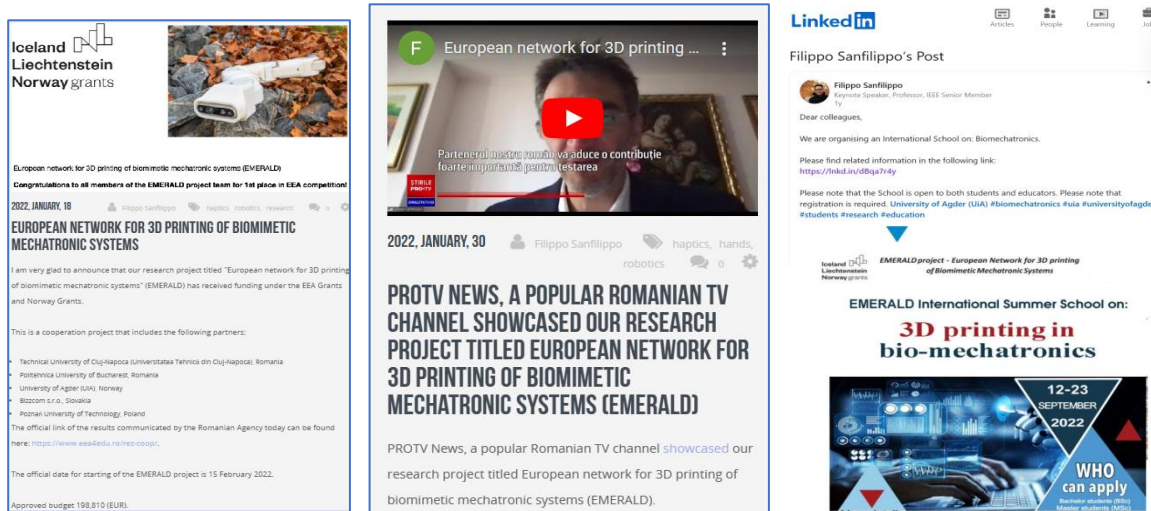 Iceland
Liechtenstein
Norway grants
European network for 3D printing of biomimetic mechatronic systems (EMERALD)
Congratulations to all members of the EMERALD project team for 1st place in EEA competition!
2022, JANUARY, 18 Filippo Sanfilippo haptics, robotics, research 0
EUROPEAN NETWORK FOR 3D PRINTING OF BIOMIMETIC
MECHATRONIC SYSTEMS
I am very glad to announce that our research project titled "European network for 3D printing
of biomimetic mechatronic systems" (EMERALD) has received funding under the EEA Grants
and Norway Grants.
This is a cooperation project that includes the following partners:
• Technical University of Cluj-Napoca (Universitatea Tehnică din Cluj-Napoca), Romania
• Politehnica University of Bucharest, Romania
• University of Agder (UiA), Norway
• Bizzcom s.r.o., Slovakia
• Poznan University of Technology, Poland
The official link of the results communicated by the Romanian Agency today can be found
here: https://www.eea4edu.ro/rez-coop/.
The official date for starting of the EMERALD project is 15 February 2022.
Approved budget 198,810 (EUR).
F European network for 3D printing ...
Partenerul nostru român va aduce o contribuție
foarte importantă pentru testarea
STIRILE
PRO•TV
2022, JANUARY, 30 Filippo Sanfilippo haptics, hands,
robotics 0
PROTV NEWS, A POPULAR ROMANIAN TV
CHANNEL SHOWCASED OUR RESEARCH
PROJECT TITLED EUROPEAN NETWORK FOR
3D PRINTING OF BIOMIMETIC
MECHATRONIC SYSTEMS (EMERALD)
PROTV News, a popular Romanian TV channel showcased our
research project titled European network for 3D printing of
biomimetic mechatronic systems (EMERALD).
Linked in
Articles People Learning
Filippo Sanfilippo's Post
Filippo Sanfilippo
Keynote Speaker, Professor, IEEE Senior Member
1y
Dear colleagues,
We are organising an International School on: Biomechatronics.
Please find related information in the following link:
https://lnkd.in/dBqa7r4y
Please note that the School is open to both students and educators. Please note that
registration is required. University of Agder (UiA) #biomechatronics #uia #universityofagde
#students #research #education
Iceland
Liechtenstein
Norway grants
EMERALD project - European Network for 3D printing
of Biomimetic Mechatronic Systems
EMERALD International Summer School on:
3D printing in
bio-mechatronics
12-23
SEPTEMBER
2022
WHO
can apply
Bachelor students (BSc)
Master students (MSc)